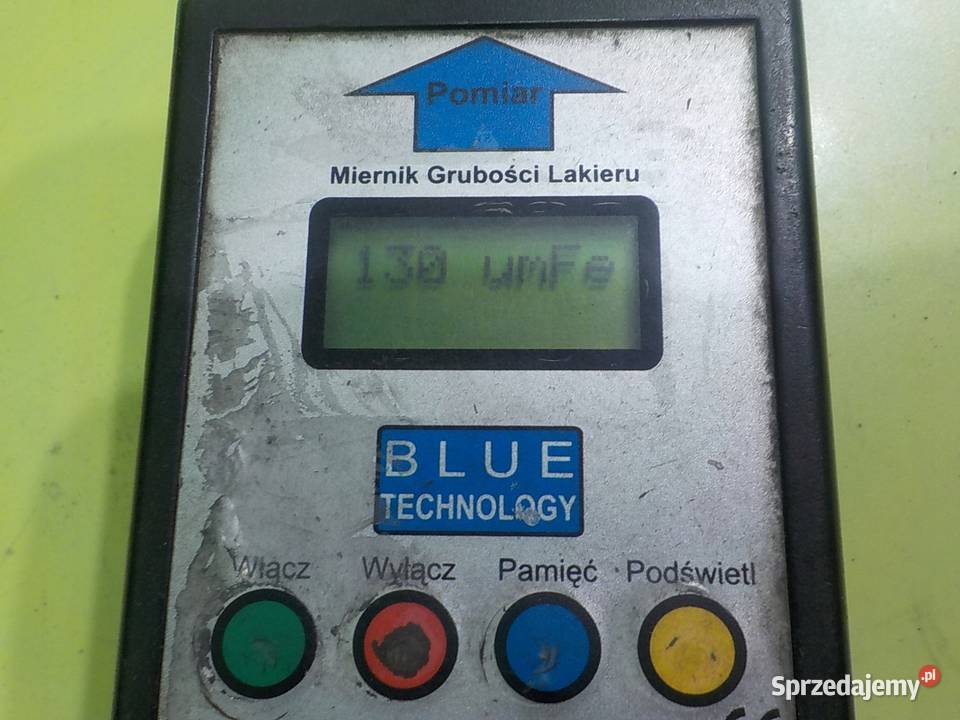 Pomiar
Miernik Grubości Lakieru
130 umFe
BLUE
TECHNOLOGY
Włącz Wyłącz Pamięć Podświetl
Sprzedajemy.pl